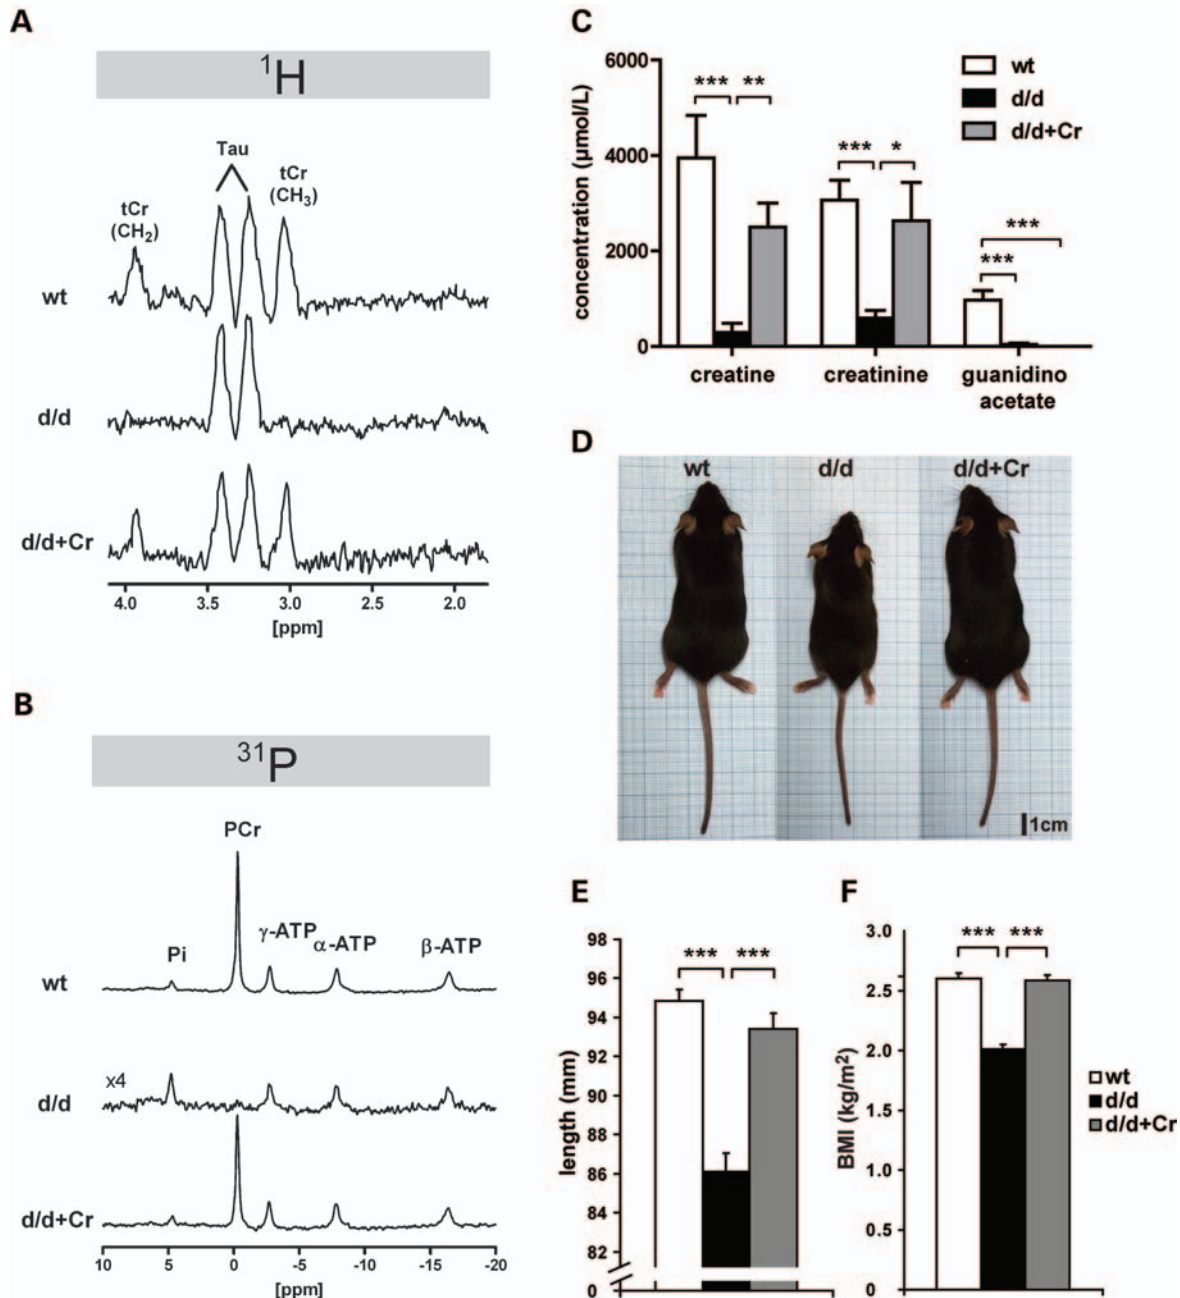 A
¹H
Tau
tCr
(CH₂)
tCr
(CH₃)
wt
d/d
d/d+Cr
4.0 3.5 3.0 2.5 2.0
[ppm]
B
³¹P
PCr
Pi
γ-ATP
α-ATP
β-ATP
wt
x4
d/d
d/d+Cr
10 5 0 -5 -10 -15 -20
[ppm]
C
concentration (µmol/L)
6000
4000
2000
0
*** **
*** *
***
***
wt
d/d
d/d+Cr
creatine creatinine guanidino
acetate
D
wt d/d d/d+Cr
1cm
E
length (mm)
98
96
94
92
90
88
86
84
82
0
*** ***
F
BMI (kg/m²)
3.0
2.5
2.0
1.5
1.0
0.5
0
*** ***
wt
d/d
d/d+Cr